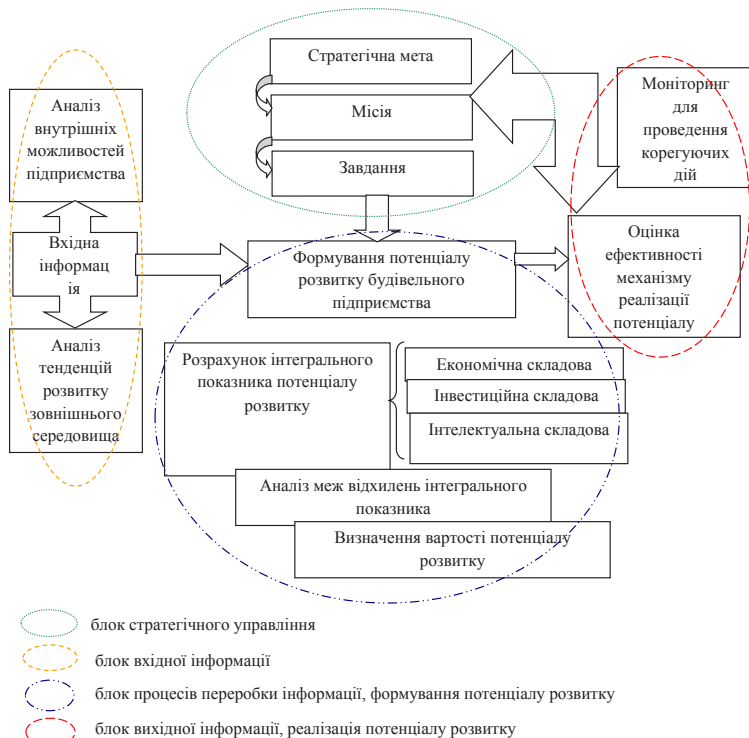 Стратегічна мета
Місія
Завдання
Моніторинг
для
проведення
корегуючих
дій
Аналіз
внутрішніх
можливостей
підприємства
Вхідна
інформац
ія
Аналіз
тенденцій
розвитку
зовнішнього
середовища
Формування потенціалу
розвитку будівельного
підприємства
Оцінка
ефективності
механізму
реалізації
потенціалу
Розрахунок інтегрального
показника потенціалу
розвитку
Економічна складова
Інвестиційна складова
Інтелектуальна складова
Аналіз меж відхилень інтегрального
показника
Визначення вартості потенціалу
розвитку
блок стратегічного управління
блок вхідної інформації
блок процесів переробки інформації, формування потенціалу розвитку
блок вихідної інформації, реалізація потенціалу розвитку